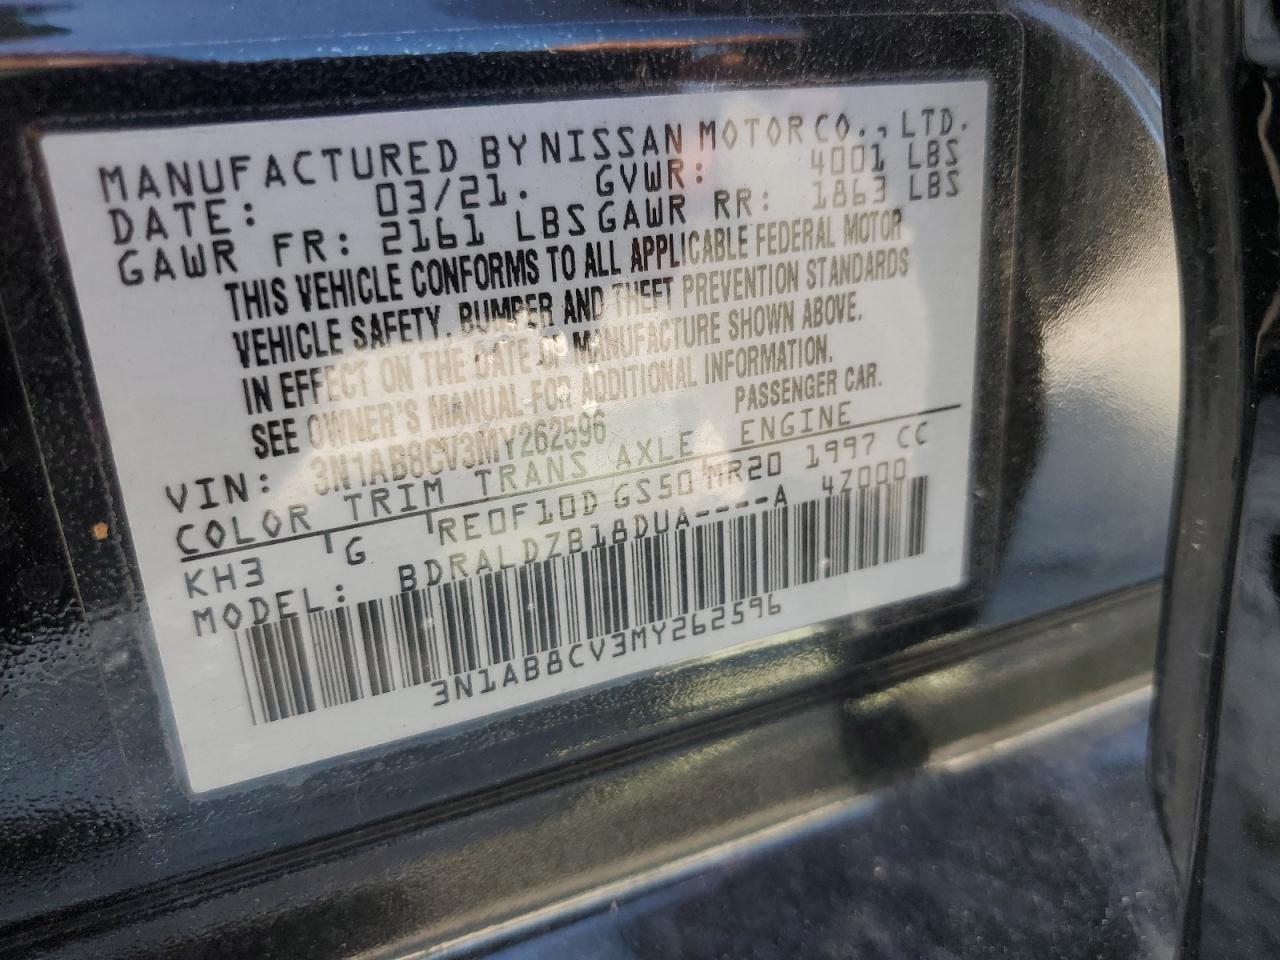 MANUFACTURED BY NISSAN MOTOR CO., LTD.
DATE: 03/21. GVWR: 4001 LBS
GAWR FR: 2161 LBS GAWR RR: 1863 LBS
THIS VEHICLE CONFORMS TO ALL APPLICABLE FEDERAL MOTOR
VEHICLE SAFETY, BUMPER AND THEFT PREVENTION STANDARDS
IN EFFECT ON THE DATE OF MANUFACTURE SHOWN ABOVE.
SEE OWNER'S MANUAL FOR ADDITIONAL INFORMATION.
VIN: 3N1AB8CV3MY262596 PASSENGER CAR.
COLOR TRIM TRANS AXLE ENGINE
KH3 G RE0F10D GS50 MR20 1997 CC
MODEL: BDRALDZB18DUA----A 4Z000
3N1AB8CV3MY262596